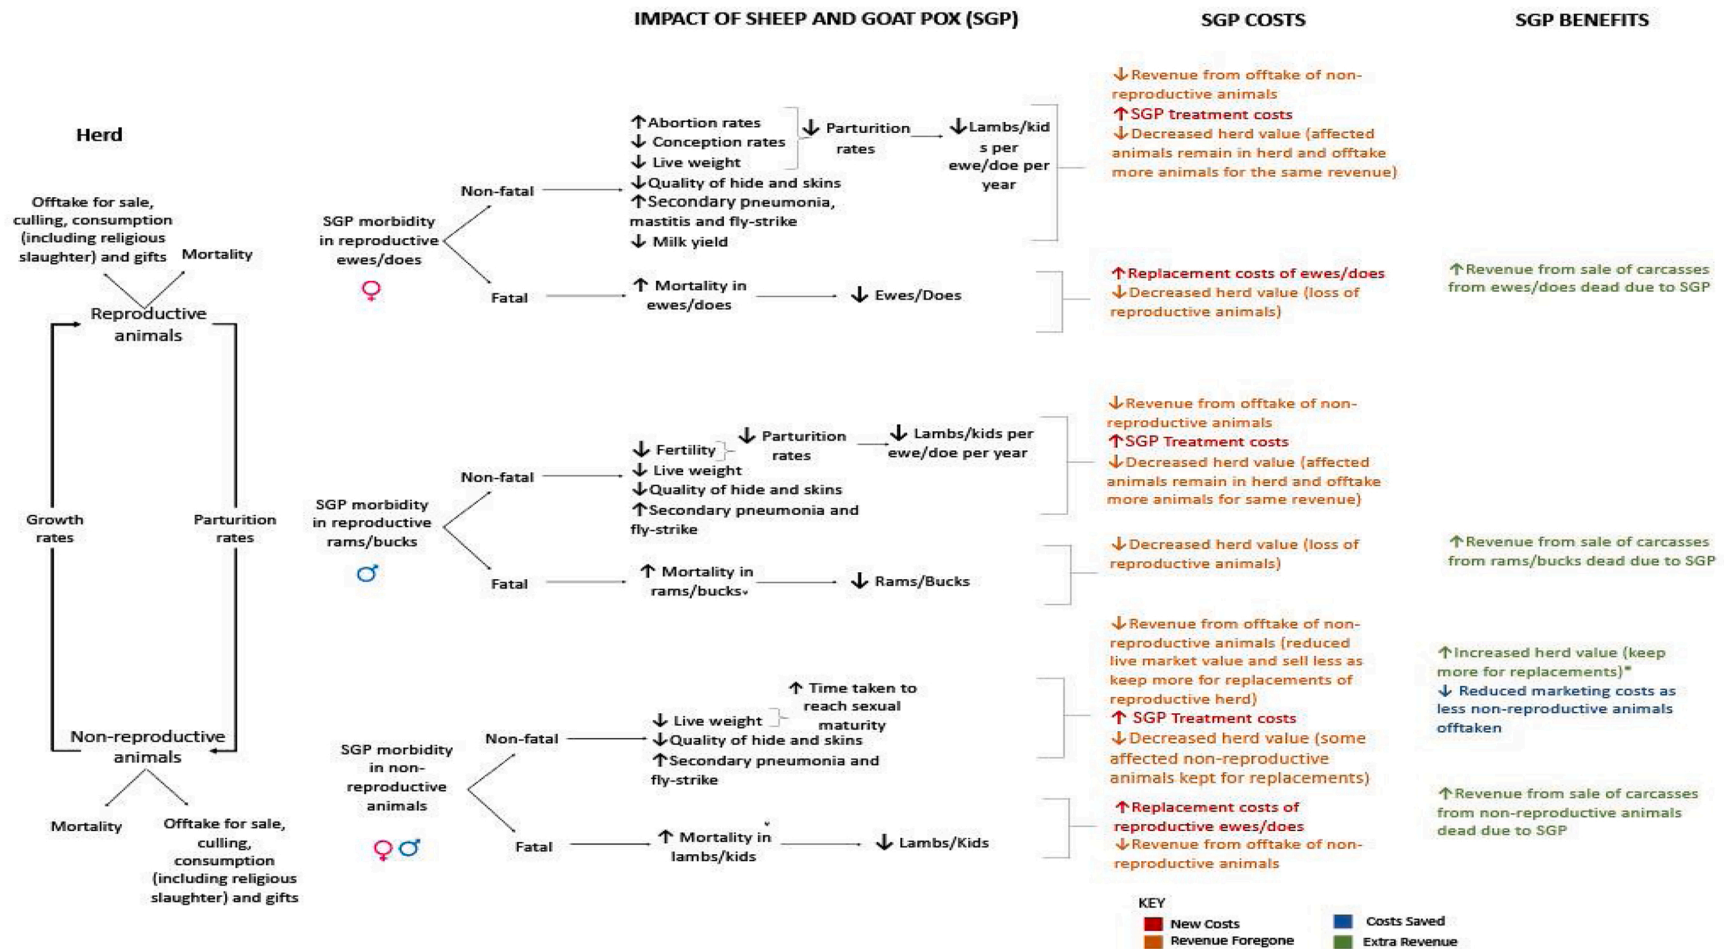 IMPACT OF SHEEP AND GOAT POX (SGP)
SGP COSTS
SGP BENEFITS
Herd
Offtake for sale,
culling, consumption
(including religious
slaughter) and gifts
Mortality
Reproductive
animals
Growth
rates
Parturition
rates
Non-reproductive
animals
Mortality
Offtake for sale,
culling,
consumption
(including religious
slaughter) and gifts
SGP morbidity
in reproductive
ewes/does
♀
Non-fatal
↑Abortion rates
↓ Conception rates
↓ Live weight
↓Quality of hide and skins
↑Secondary pneumonia,
mastitis and fly-strike
↓ Milk yield
↓ Parturition
rates
↓Lambs/kid
s per
ewe/doe per
year
↓Revenue from offtake of non-
reproductive animals
↑SGP treatment costs
↓Decreased herd value (affected
animals remain in herd and offtake
more animals for the same revenue)
Fatal
↑ Mortality in
ewes/does
↓ Ewes/Does
↑Replacement costs of ewes/does
↓Decreased herd value (loss of
reproductive animals)
↑Revenue from sale of carcasses
from ewes/does dead due to SGP
SGP morbidity
in reproductive
rams/bucks
♂
Non-fatal
↓ Fertility
↓ Live weight
↓Quality of hide and skins
↑Secondary pneumonia and
fly-strike
↓ Parturition
rates
↓ Lambs/kids per
ewe/doe per year
↓Revenue from offtake of non-
reproductive animals
↑SGP Treatment costs
↓Decreased herd value (affected
animals remain in herd and offtake
more animals for same revenue)
Fatal
↑ Mortality in
rams/bucks
↓ Rams/Bucks
↓Decreased herd value (loss of
reproductive animals)
↑Revenue from sale of carcasses
from rams/bucks dead due to SGP
SGP morbidity
in non-
reproductive
animals
♀♂
Non-fatal
↓ Live weight
↓Quality of hide and skins
↑Secondary pneumonia and
fly-strike
↑ Time taken to
reach sexual
maturity
↓Revenue from offtake of non-
reproductive animals (reduced
live market value and sell less as
keep more for replacements of
reproductive herd)
↑ SGP Treatment costs
↓Decreased herd value (some
affected non-reproductive
animals kept for replacements)
↑Increased herd value (keep
more for replacements)*
↓ Reduced marketing costs as
less non-reproductive animals
offtaken
Fatal
↑ Mortality in
lambs/kids
↓ Lambs/Kids
↑Replacement costs of
reproductive ewes/does
↓Revenue from offtake of non-
reproductive animals
↑Revenue from sale of carcasses
from non-reproductive animals
dead due to SGP
KEY
New Costs
Revenue Foregone
Costs Saved
Extra Revenue